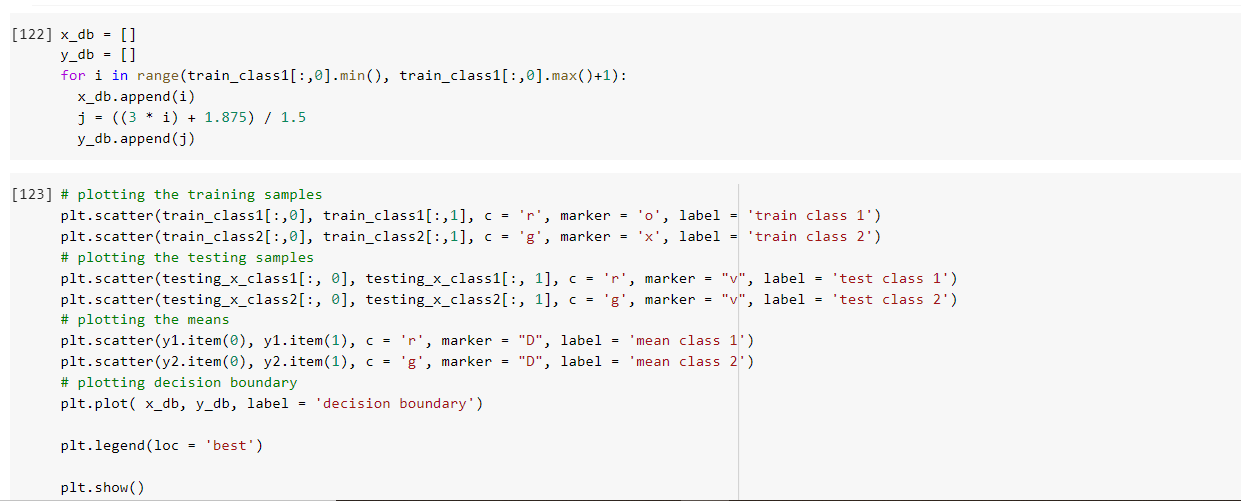 [122] x_db = []
y_db = []
for i in range(train_class1[:,0].min(), train_class1[:,0].max()+1):
x_db.append(i)
j = ((3 * i) + 1.875) / 1.5
y_db.append(j)
[123] # plotting the training samples
plt.scatter(train_class1[:,0], train_class1[:,1], c = 'r', marker = 'o', label = 'train class 1')
plt.scatter(train_class2[:,0], train_class2[:,1], c = 'g', marker = 'x', label = 'train class 2')
# plotting the testing samples
plt.scatter(testing_x_class1[:, 0], testing_x_class1[:, 1], c = 'r', marker = "v", label = 'test class 1')
plt.scatter(testing_x_class2[:, 0], testing_x_class2[:, 1], c = 'g', marker = "v", label = 'test class 2')
# plotting the means
plt.scatter(y1.item(0), y1.item(1), c = 'r', marker = "D", label = 'mean class 1')
plt.scatter(y2.item(0), y2.item(1), c = 'g', marker = "D", label = 'mean class 2')
# plotting decision boundary
plt.plot( x_db, y_db, label = 'decision boundary')
plt.legend(loc = 'best')
plt.show()